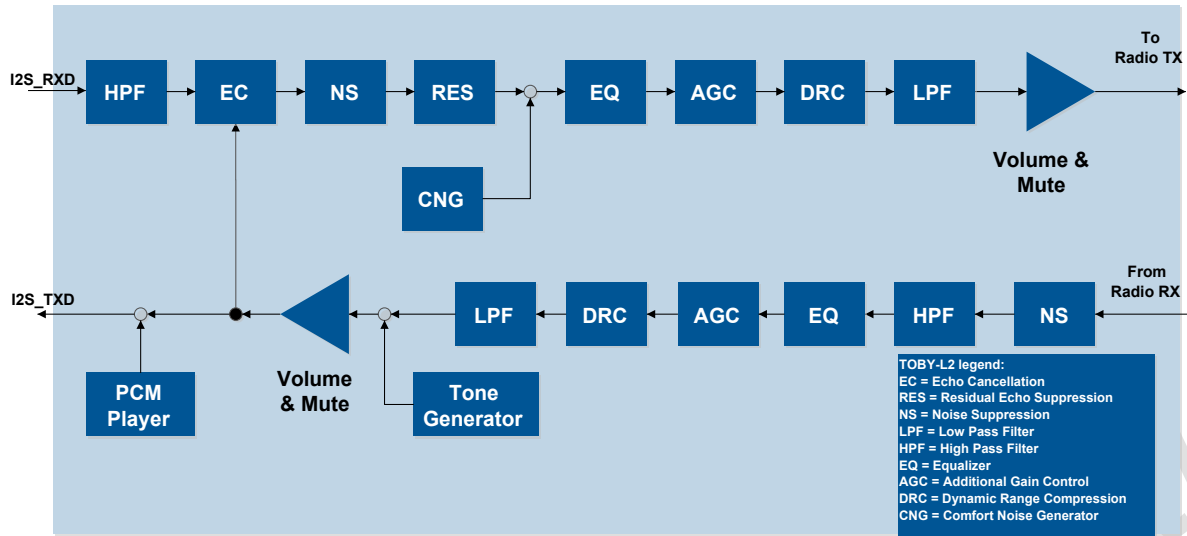 To
Radio TX
I2S_RXD
HPF
EC
NS
RES
EQ
AGC
DRC
LPF
Volume &
Mute
CNG
I2S_TXD
From
Radio RX
LPF
DRC
AGC
EQ
HPF
NS
Volume
& Mute
PCM
Player
Tone
Generator
TOBY-L2 legend:
EC = Echo Cancellation
RES = Residual Echo Suppression
NS = Noise Suppression
LPF = Low Pass Filter
HPF = High Pass Filter
EQ = Equalizer
AGC = Additional Gain Control
DRC = Dynamic Range Compression
CNG = Comfort Noise Generator